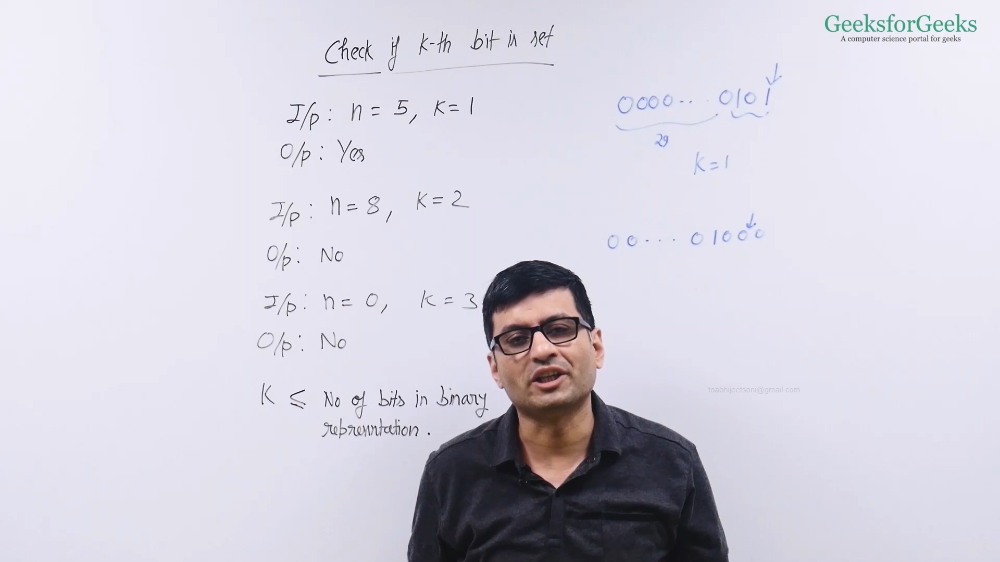 GeeksforGeeks
A computer science portal for geeks
Check if k-th bit is set
I/p: n = 5, K = 1
O/p: Yes
I/p: n = 8, K = 2
O/p: No
I/p: n = 0, K = 3
O/p: No
K ≤ No of bits in binary
representation.
0000... 0101
29
K = 1
00... 01000
toabhijeetsoni@gmail.com